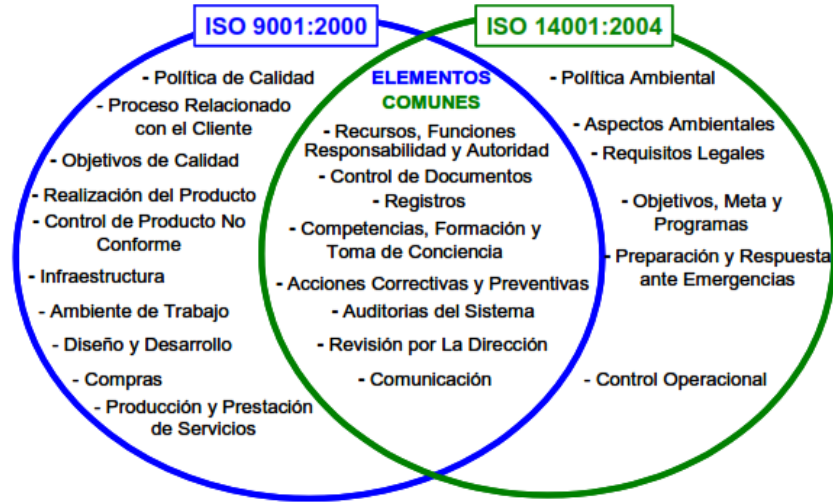 ISO 9001:2000
- Política de Calidad
- Proceso Relacionado
con el Cliente
- Objetivos de Calidad
- Realización del Producto
- Control de Producto No
Conforme
- Infraestructura
- Ambiente de Trabajo
- Diseño y Desarrollo
- Compras
- Producción y Prestación
de Servicios
ELEMENTOS
COMUNES
- Recursos, Funciones
Responsabilidad y Autoridad
- Control de Documentos
- Registros
- Competencias, Formación y
Toma de Conciencia
- Acciones Correctivas y Preventivas
- Auditorias del Sistema
- Revisión por La Dirección
- Comunicación
ISO 14001:2004
- Política Ambiental
- Aspectos Ambientales
- Requisitos Legales
- Objetivos, Meta y
Programas
- Preparación y Respuesta
ante Emergencias
- Control Operacional